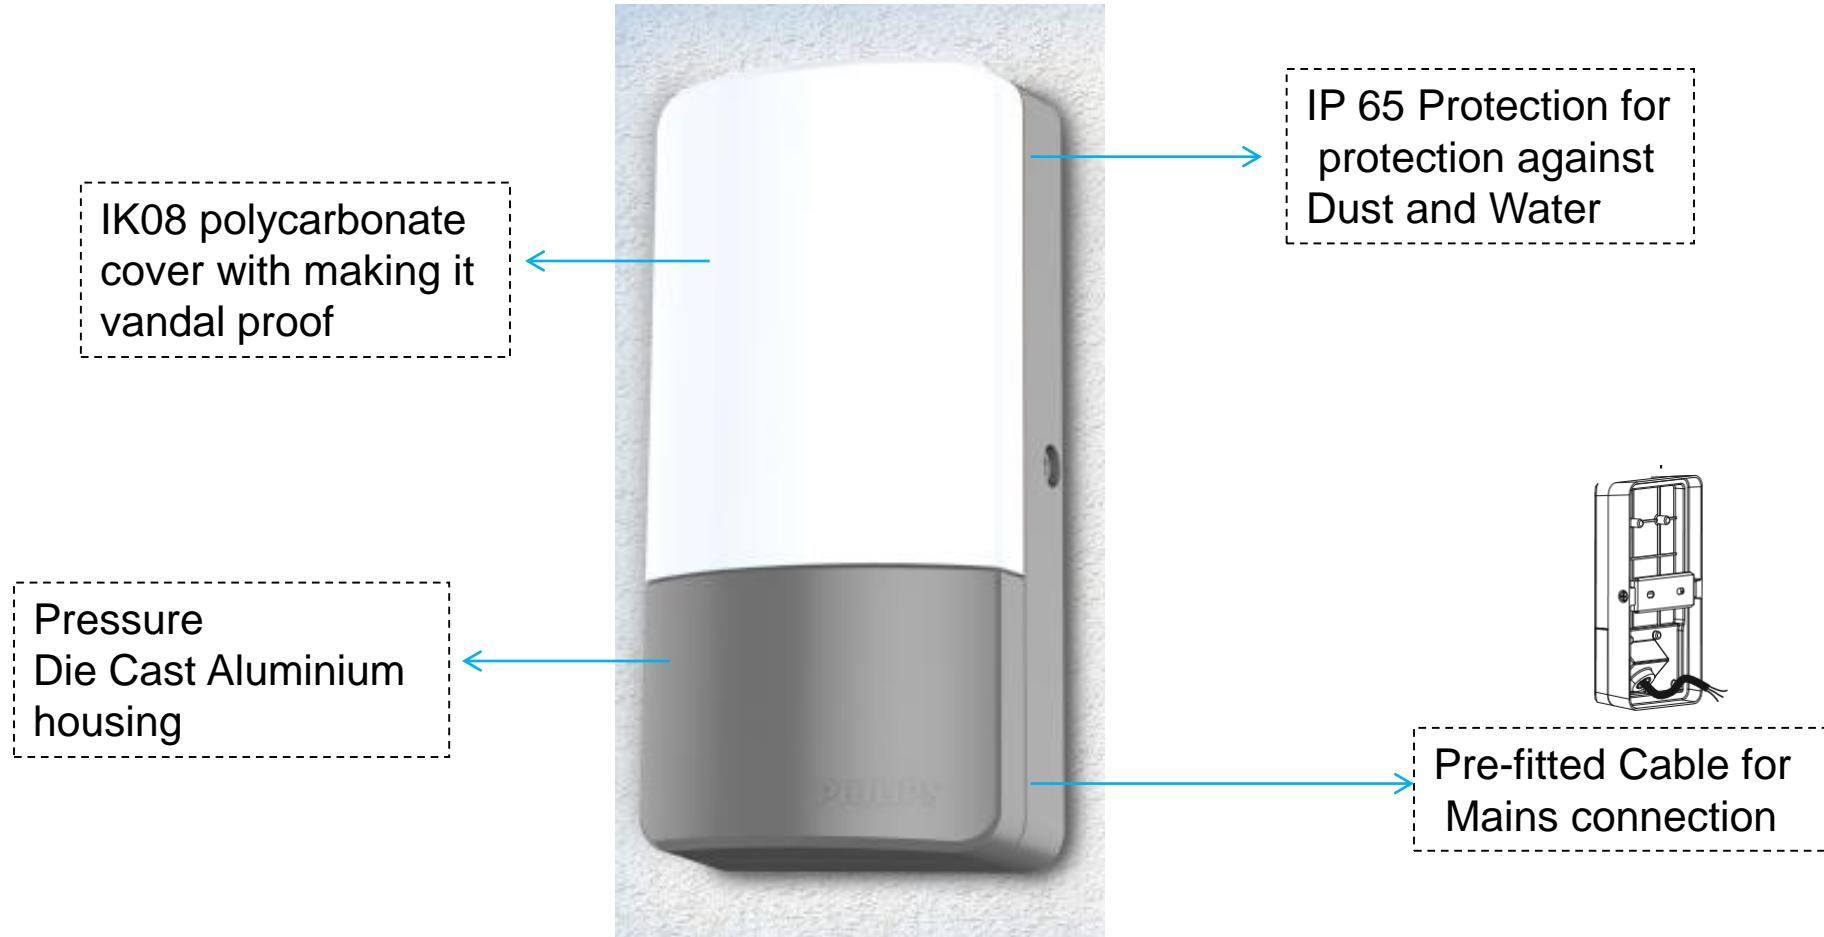 IP 65 Protection for
protection against
Dust and Water
IK08 polycarbonate
cover with making it
vandal proof
Pressure
Die Cast Aluminium
housing
PHILIPS
Pre-fitted Cable for
Mains connection